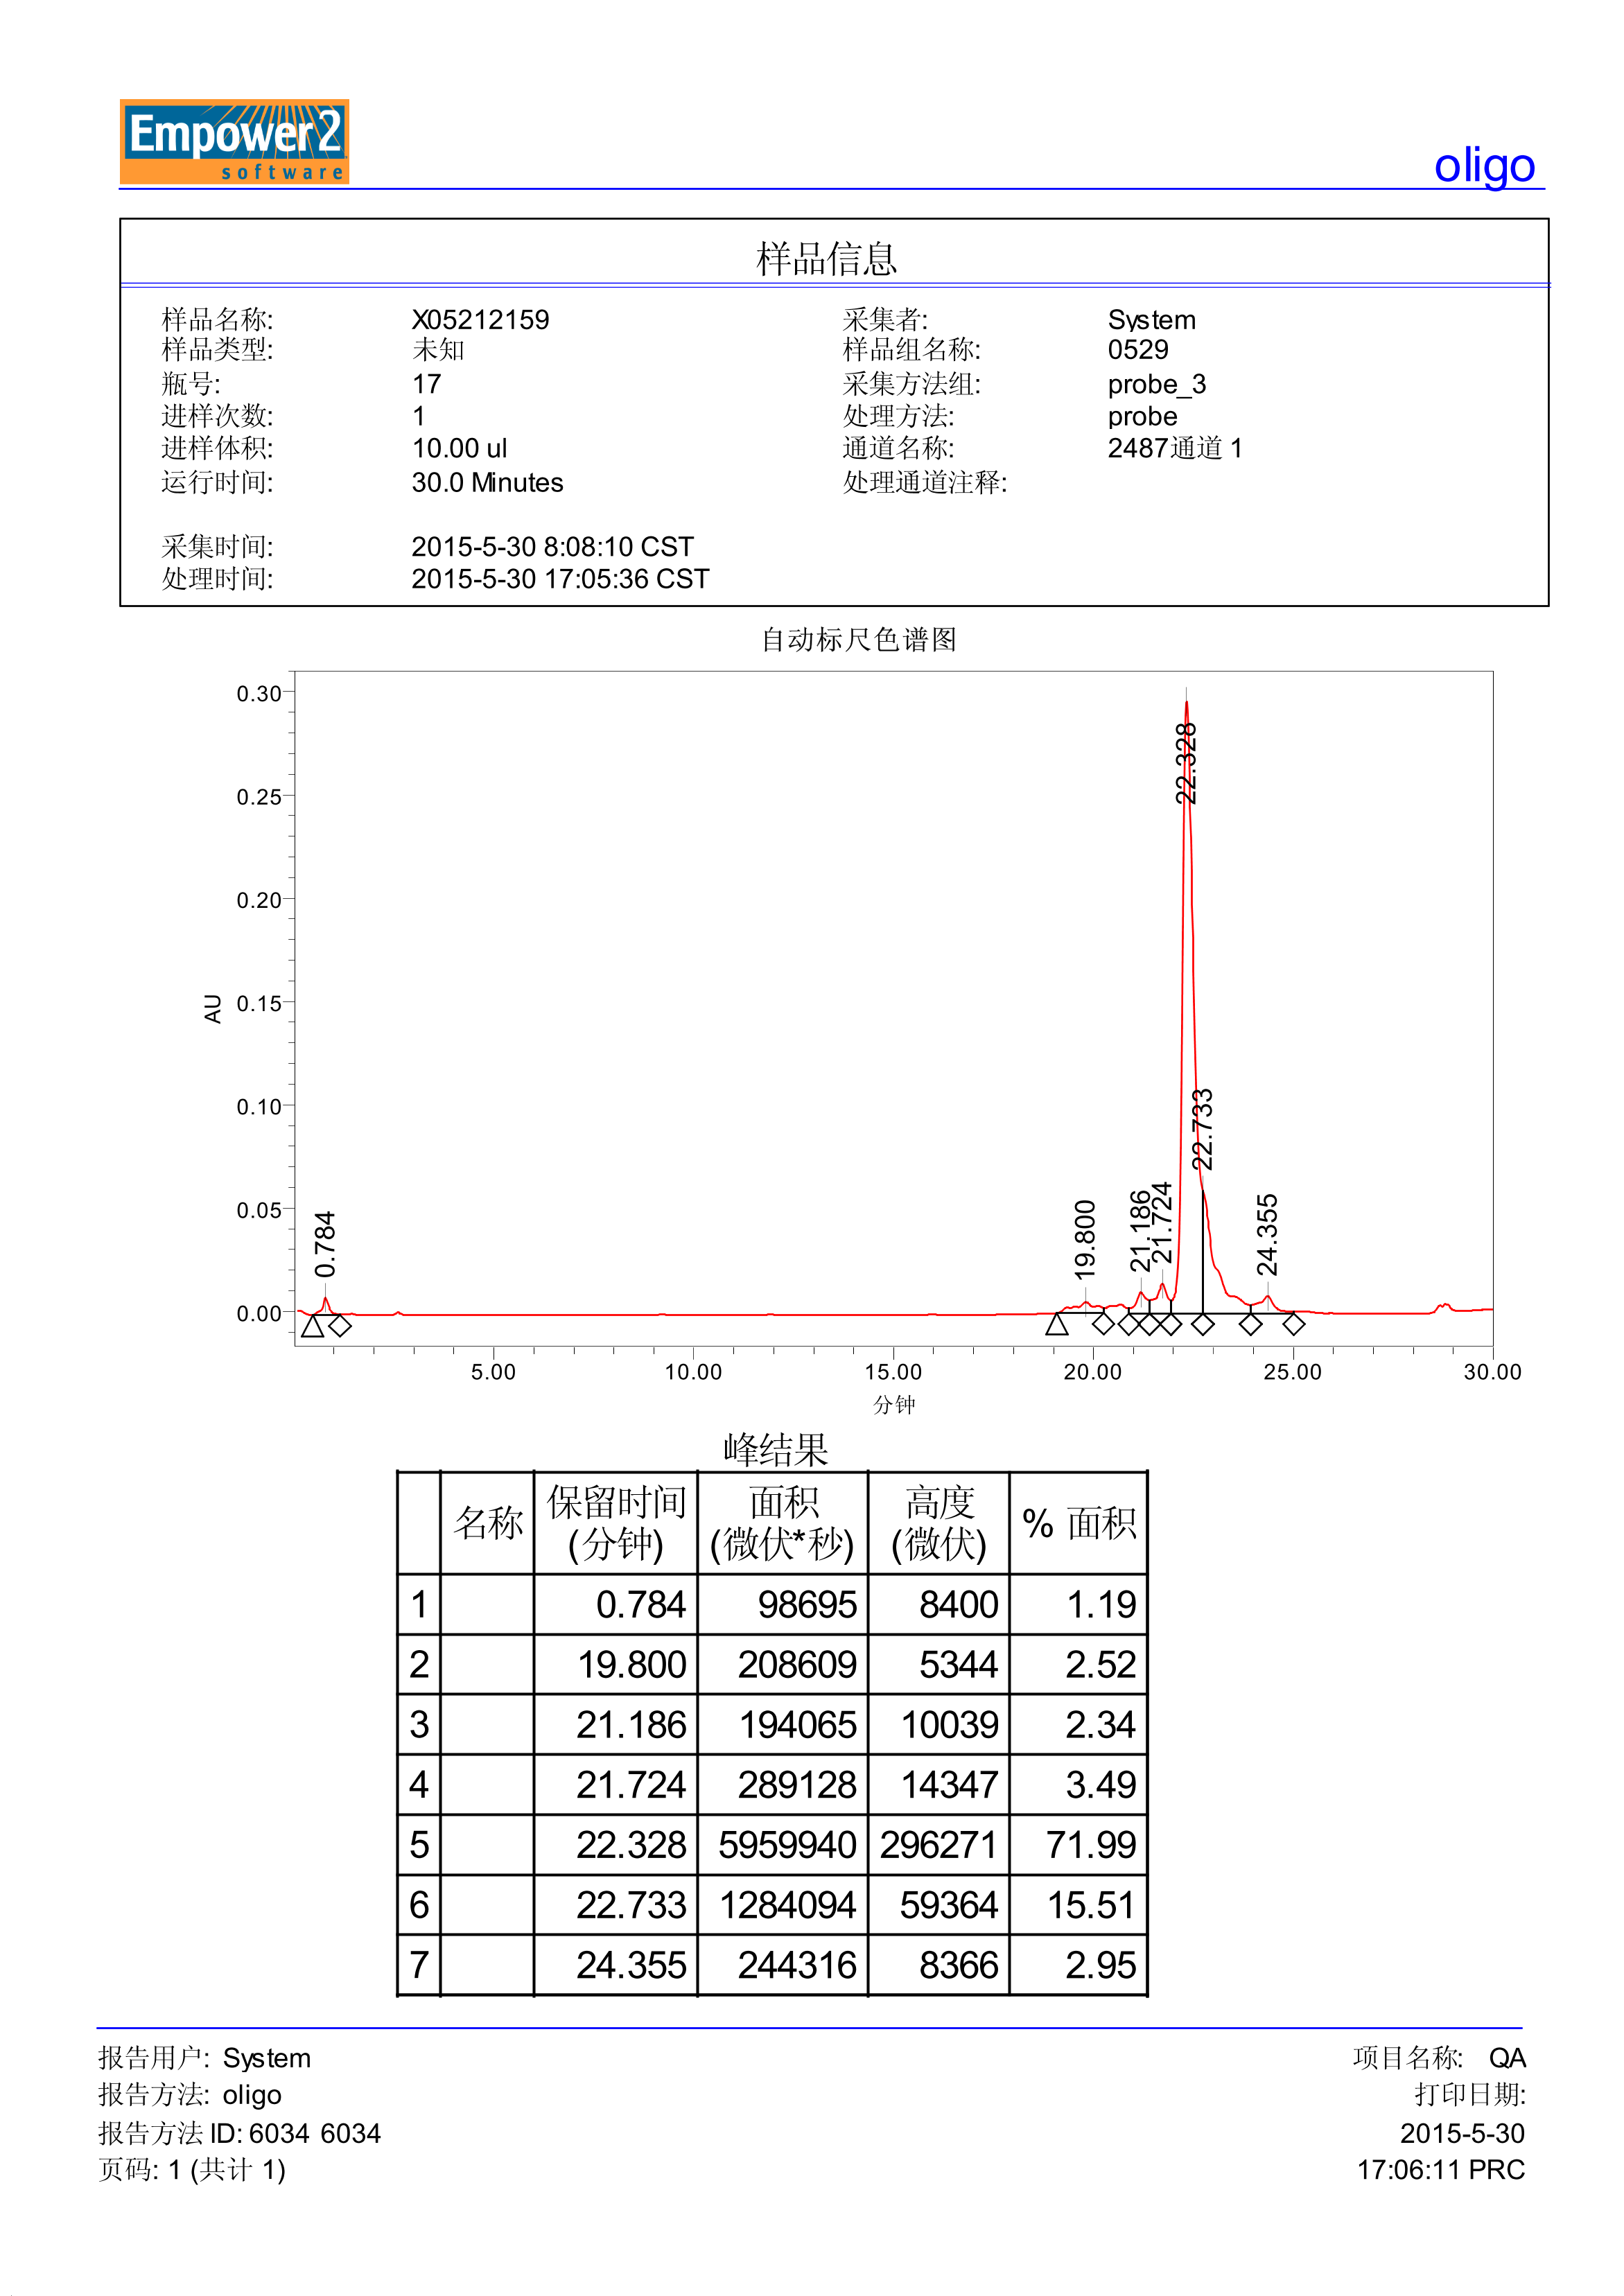 Empower2
software
oligo
样品信息
样品名称: X05212159 采集者: System
样品类型: 未知 样品组名称: 0529
瓶号: 17 采集方法组: probe_3
进样次数: 1 处理方法: probe
进样体积: 10.00 ul 通道名称: 2487通道 1
运行时间: 30.0 Minutes 处理通道注释:
采集时间: 2015-5-30 8:08:10 CST
处理时间: 2015-5-30 17:05:36 CST
自动标尺色谱图
AU
0.30
0.25
0.20
0.15
0.10
0.05
0.00
0.784
19.800
21.186
21.724
22.328
22.733
24.355
5.00 10.00 15.00 20.00 25.00 30.00
分钟
峰结果
名称 保留时间 (分钟) 面积 (微伏*秒) 高度 (微伏) % 面积
1 0.784 98695 8400 1.19
2 19.800 208609 5344 2.52
3 21.186 194065 10039 2.34
4 21.724 289128 14347 3.49
5 22.328 5959940 296271 71.99
6 22.733 1284094 59364 15.51
7 24.355 244316 8366 2.95
报告用户: System 项目名称: QA
报告方法: oligo 打印日期:
报告方法 ID: 6034 6034 2015-5-30
页码: 1 (共计 1) 17:06:11 PRC